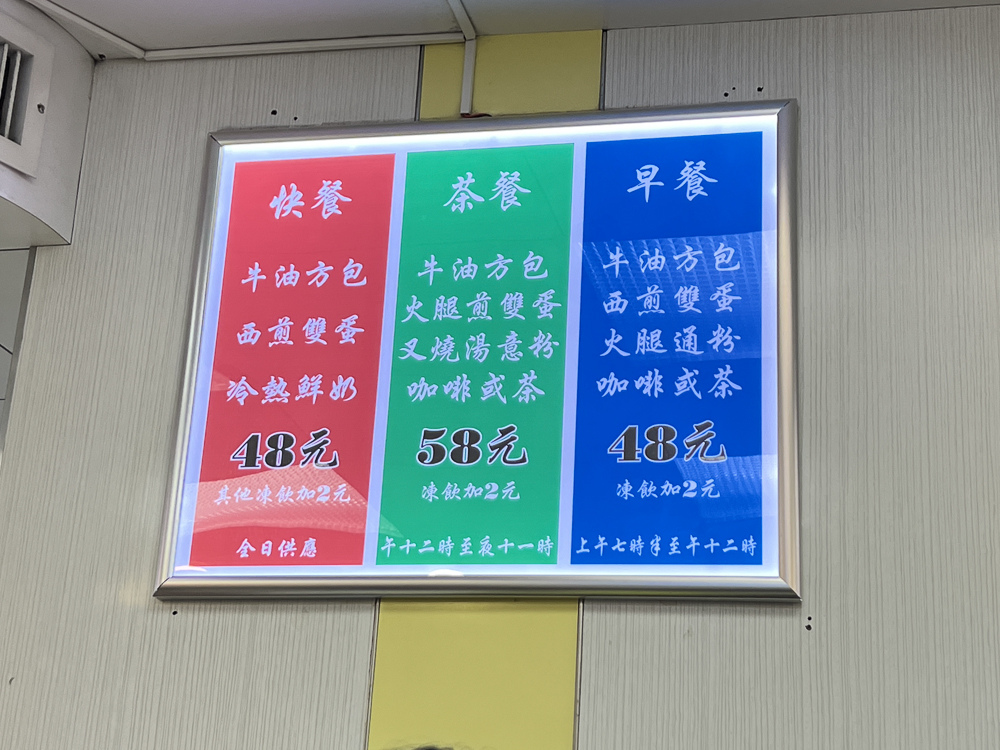 快餐
牛油方包
西煎雙蛋
冷熱鮮奶
48元
其他凍飲加2元
全日供應
茶餐
牛油方包
火腿煎雙蛋
叉燒湯意粉
咖啡或茶
58元
凍飲加2元
午十二時至夜十一時
早餐
牛油方包
西煎雙蛋
火腿通粉
咖啡或茶
48元
凍飲加2元
上午七時半至午十二時